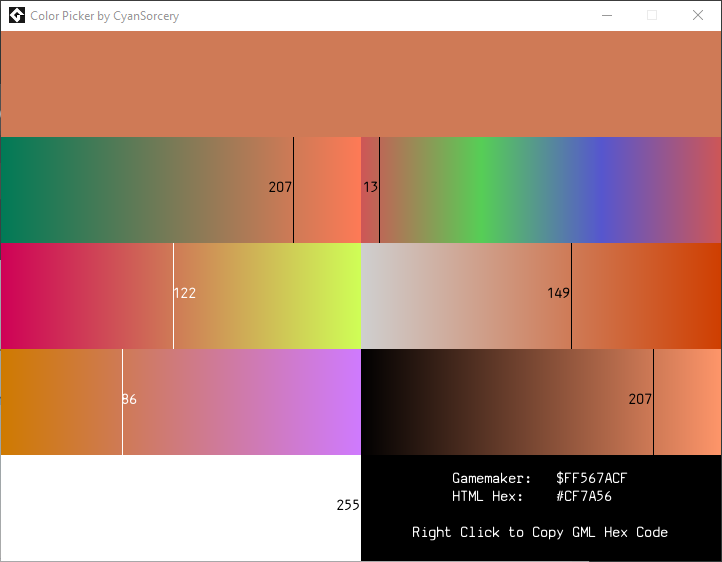 Color Picker by CyanSorcery
207
13
122
149
86
207
255
Gamemaker: $FF567ACF
HTML Hex: #CF7A56
Right Click to Copy GML Hex Code